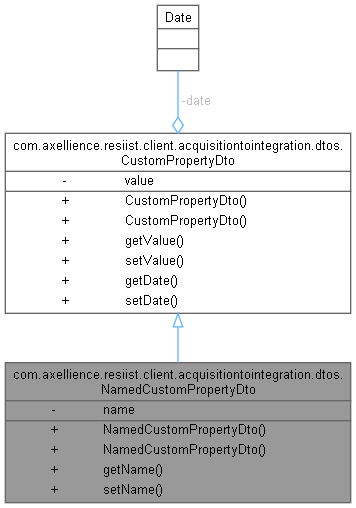 Date
-date
com.axellience.resiist.client.acquisitiontointegration.dtos.
CustomPropertyDto
- value
+ CustomPropertyDto()
+ CustomPropertyDto()
+ getValue()
+ setValue()
+ getDate()
+ setDate()
com.axellience.resiist.client.acquisitiontointegration.dtos.
NamedCustomPropertyDto
- name
+ NamedCustomPropertyDto()
+ NamedCustomPropertyDto()
+ getName()
+ setName()